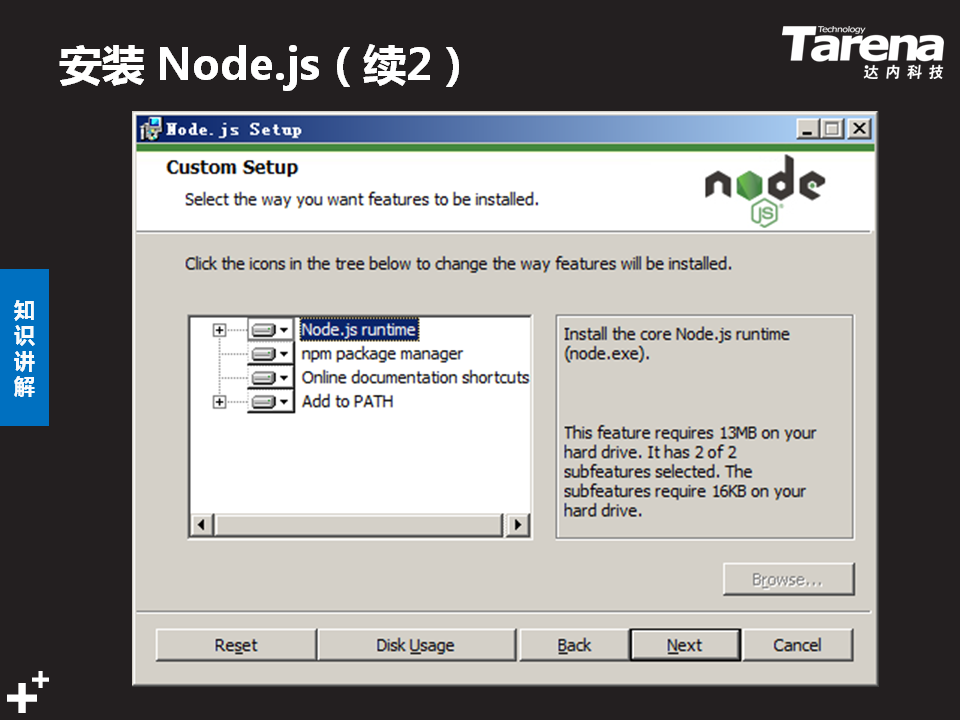 安装 Node.js（续2）
Technology
Tarena
达内科技
Node.js Setup
Custom Setup
Select the way you want features to be installed.
node
JS
Click the icons in the tree below to change the way features will be installed.
知识讲解
Node.js runtime
npm package manager
Online documentation shortcuts
Add to PATH
Install the core Node.js runtime
(node.exe).
This feature requires 13MB on your
hard drive. It has 2 of 2
subfeatures selected. The
subfeatures require 16KB on your
hard drive.
Browse...
Reset
Disk Usage
Back
Next
Cancel